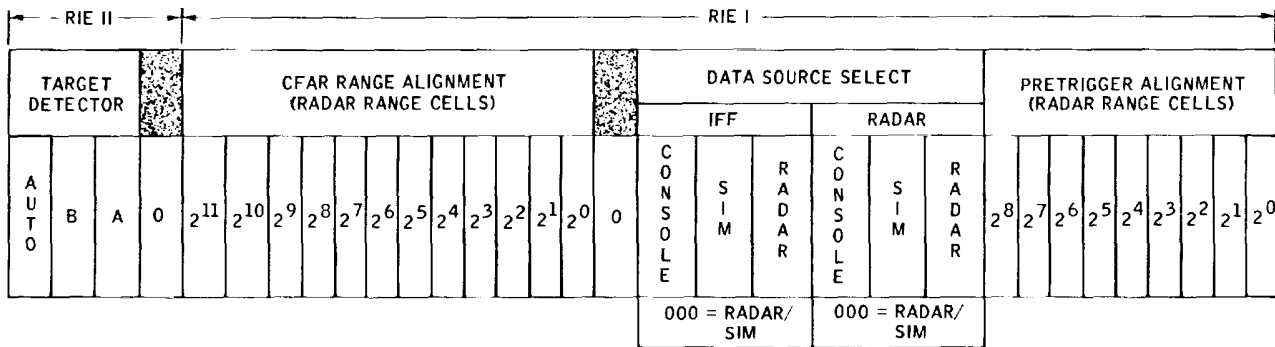 RIE II RIE I
TARGET DETECTOR
CFAR RANGE ALIGNMENT
(RADAR RANGE CELLS)
DATA SOURCE SELECT
PRETRIGGER ALIGNMENT
(RADAR RANGE CELLS)
IFF RADAR
AUTO B A 0 2^11 2^10 2^9 2^8 2^7 2^6 2^5 2^4 2^3 2^2 2^1 2^0 0 CONSOLE SIM RADAR CONSOLE SIM RADAR 2^8 2^7 2^6 2^5 2^4 2^3 2^2 2^1 2^0
000 = RADAR/
SIM
000 = RADAR/
SIM